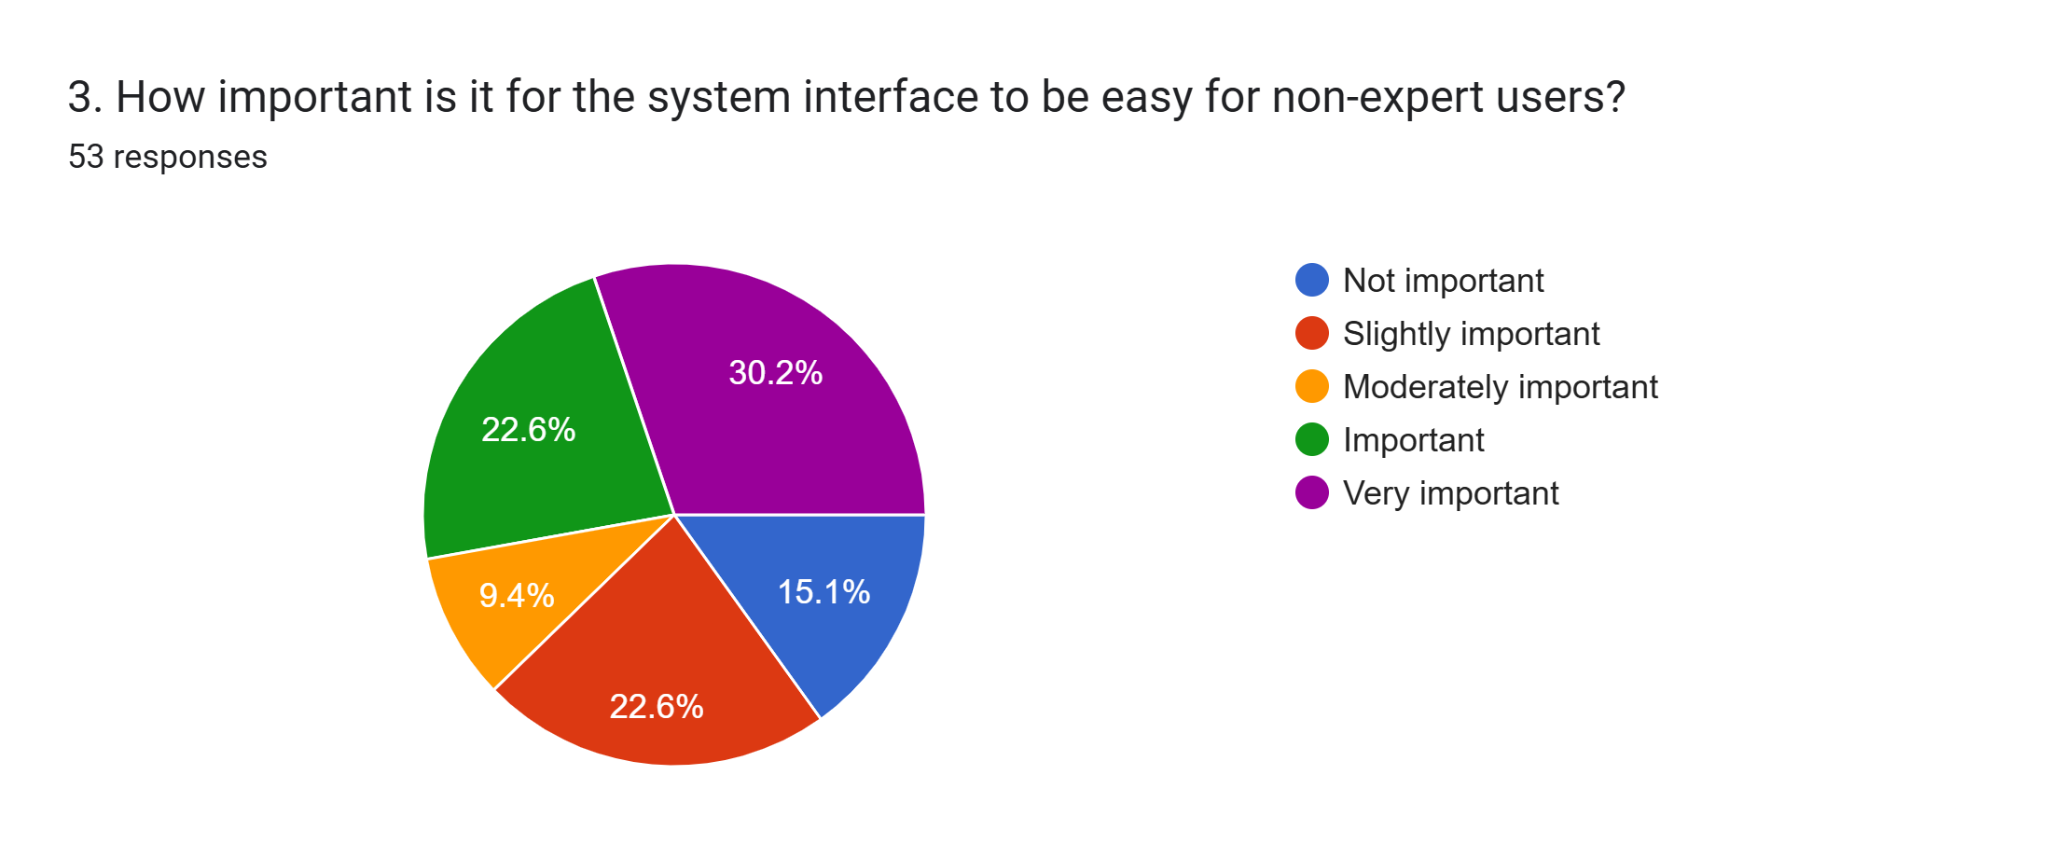 3. How important is it for the system interface to be easy for non-expert users?
53 responses
30.2%
22.6%
9.4%
15.1%
22.6%
Not important
Slightly important
Moderately important
Important
Very important